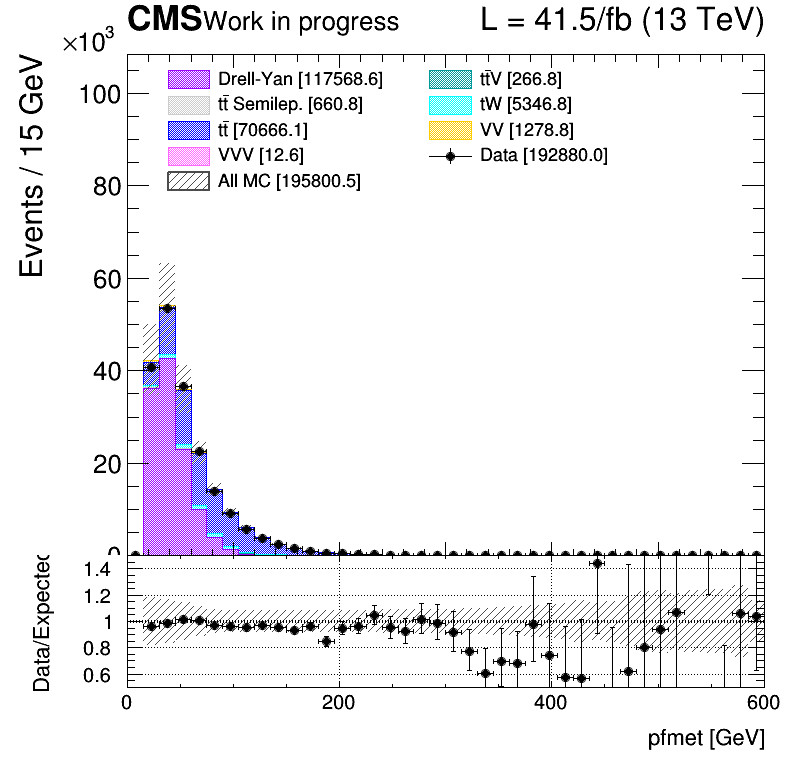 CMS Work in progress L = 41.5/fb (13 TeV)
×10³
Events / 15 GeV
Drell-Yan [117568.6]
tt̄ Semilep. [660.8]
tt̄ [70666.1]
VVV [12.6]
All MC [195800.5]
tt̄V [266.8]
tW [5346.8]
VV [1278.8]
Data [192880.0]
100
80
60
40
20
0
Data/Expected
1.4
1.2
1
0.8
0.6
0 200 400 600
pfmet [GeV]